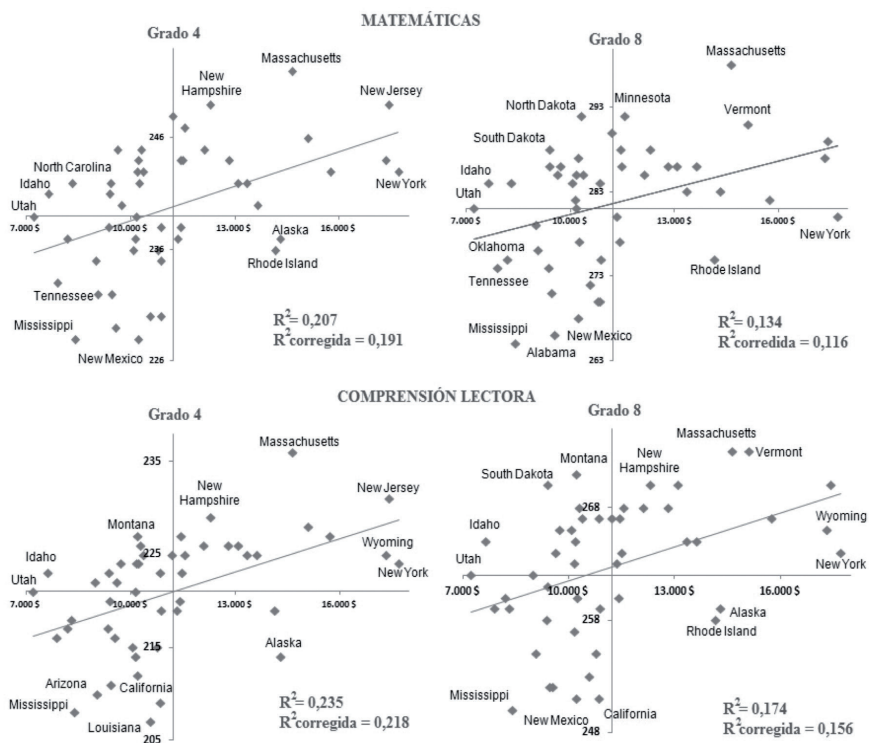 MATEMÁTICAS
Grado 4
Massachusetts
New
Hampshire
New Jersey
246
North Carolina
Idaho
New York
Utah
7.000 $
10.000 $
13.000 $
16.000 $
Alaska
236
Rhode Island
Tennessee
Mississippi
R²= 0,207
R²corregida = 0,191
New Mexico
226
Grado 8
Massachusetts
293
North Dakota
Minnesota
Vermont
South Dakota
Idaho
283
Utah
7.000 $
10.000 $
13.000 $
16.000 $
New York
Oklahoma
Tennessee
273
Rhode Island
Mississippi
New Mexico
Alabama
R²= 0,134
R²corredida = 0,116
263
COMPRENSIÓN LECTORA
Grado 4
Massachusetts
235
New
Hampshire
New Jersey
Montana
225
Idaho
Wyoming
Utah
New York
7.000 $
10.000 $
13.000 $
16.000 $
215
Alaska
Arizona
California
Mississippi
Louisiana
R²= 0,235
R²corregida = 0,218
205
Grado 8
Massachusetts
Vermont
Montana
New
Hampshire
South Dakota
268
Idaho
Wyoming
Utah
New York
7.000 $
10.000 $
13.000 $
16.000 $
258
Alaska
Rhode Island
Mississippi
New Mexico
California
R²= 0,174
R²corregida = 0,156
248